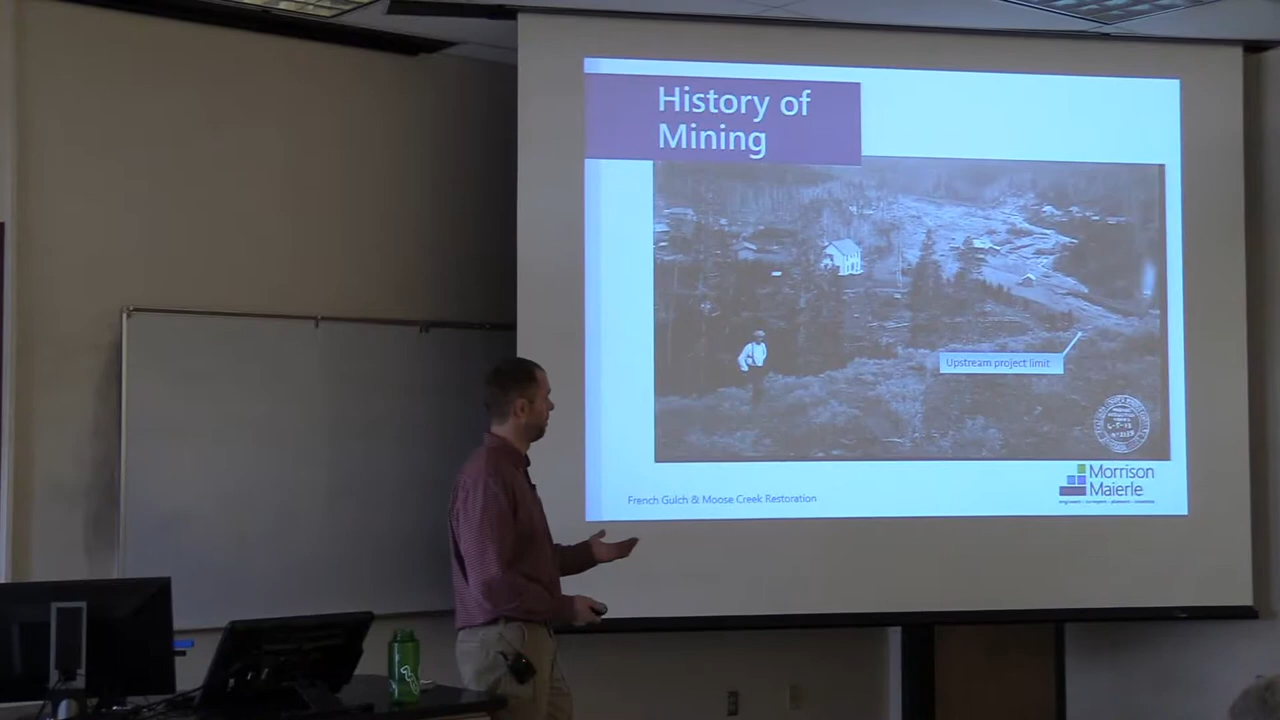 History of
Mining
Upstream project limit
French Gulch & Moose Creek Restoration
Morrison
Maierle